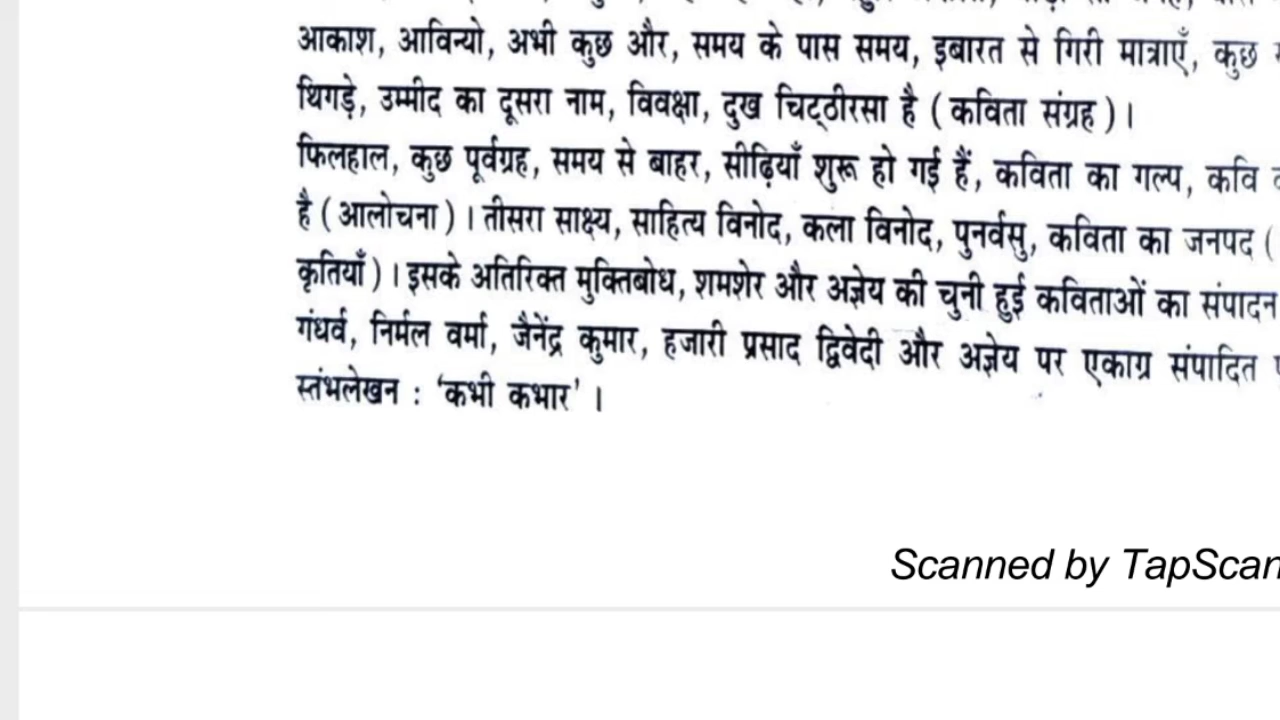 आकाश, आविन्यो, अभी कुछ और, समय के पास समय, इबारत से गिरी मात्राएँ, कुछ
थिगड़े, उम्मीद का दूसरा नाम, विवक्षा, दुख चिट्ठीरसा है ( कविता संग्रह ) ।
फिलहाल, कुछ पूर्वग्रह, समय से बाहर, सीढ़ियाँ शुरू हो गई हैं, कविता का गल्प, कवि
है ( आलोचना ) । तीसरा साक्ष्य, साहित्य विनोद, कला विनोद, पुनर्वसु, कविता का जनपद (
कृतियाँ ) । इसके अतिरिक्त मुक्तिबोध, शमशेर और अज्ञेय की चुनी हुई कविताओं का संपादन
गंधर्व, निर्मल वर्मा, जैनेंद्र कुमार, हजारी प्रसाद द्विवेदी और अज्ञेय पर एकाग्र संपादित
स्तंभलेखन : ‘कभी कभार’ ।
Scanned by TapScan